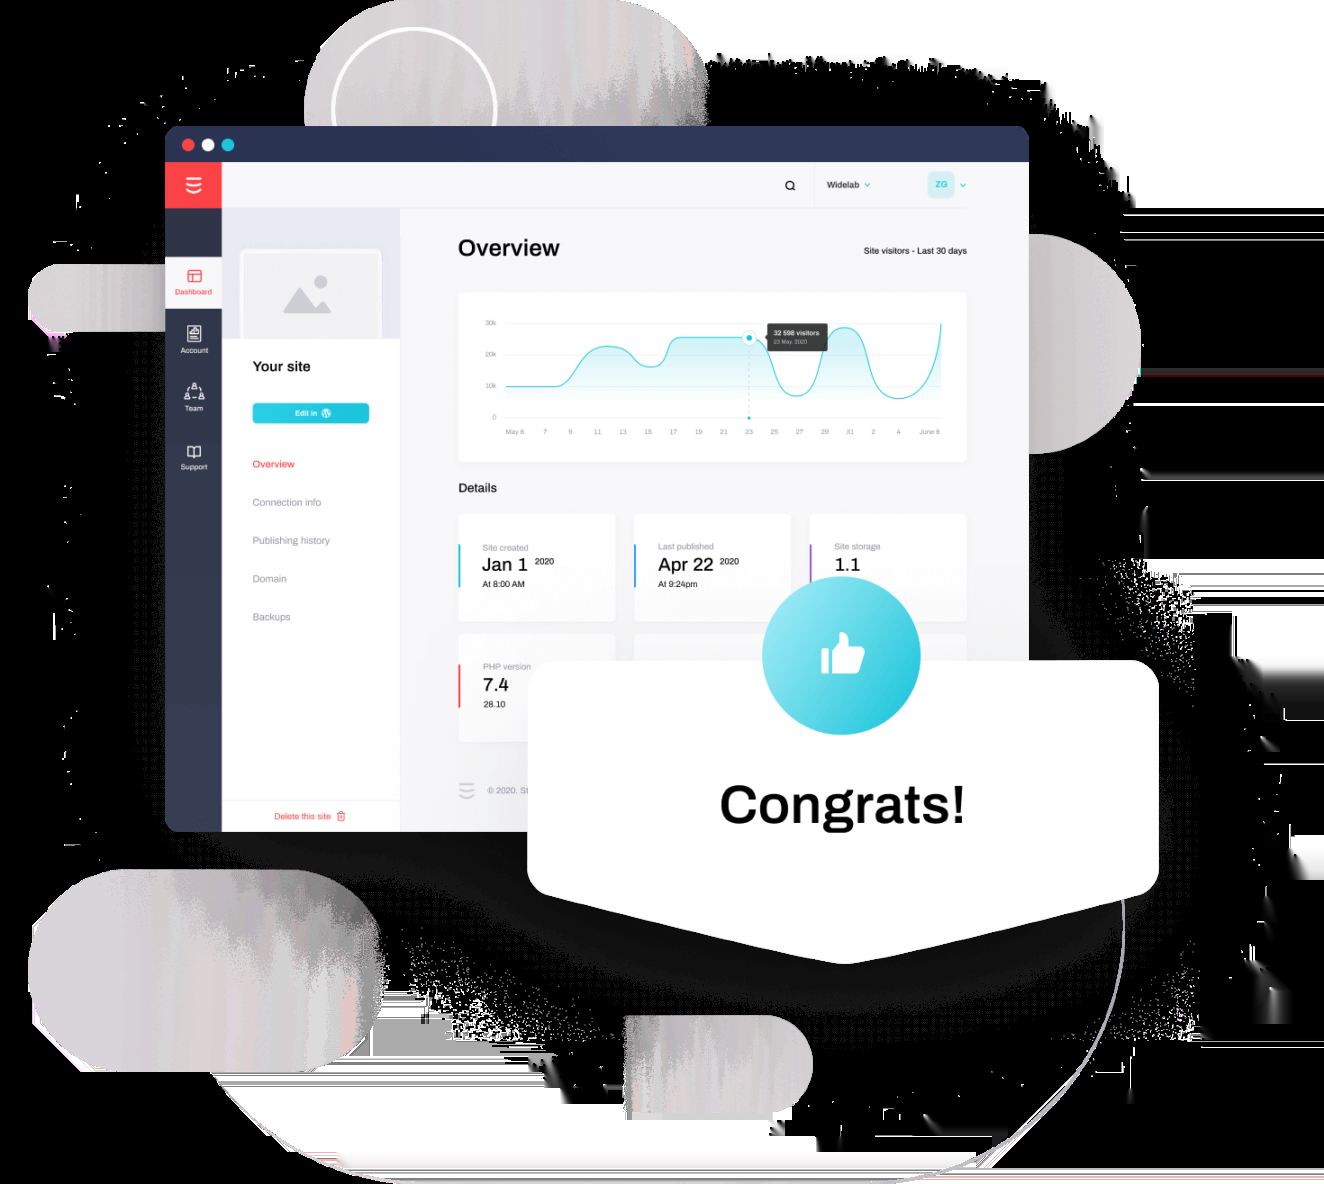 Widelab
ZG
Overview
Site visitors - Last 30 days
Dashboard
Account
Team
Support
Your site
Edit in
Overview
Connection info
Publishing history
Domain
Backups
Delete this site
30k
20k
10k
0
32 598 visitors
23 May, 2020
May 6 7 9 11 13 15 17 19 21 23 25 27 29 31 2 4 June 6
Details
Site created
Jan 1 2020
At 8:00 AM
Last published
Apr 22 2020
At 9:24pm
Site storage
1.1
PHP version
7.4
28.10
© 2020.
Congrats!